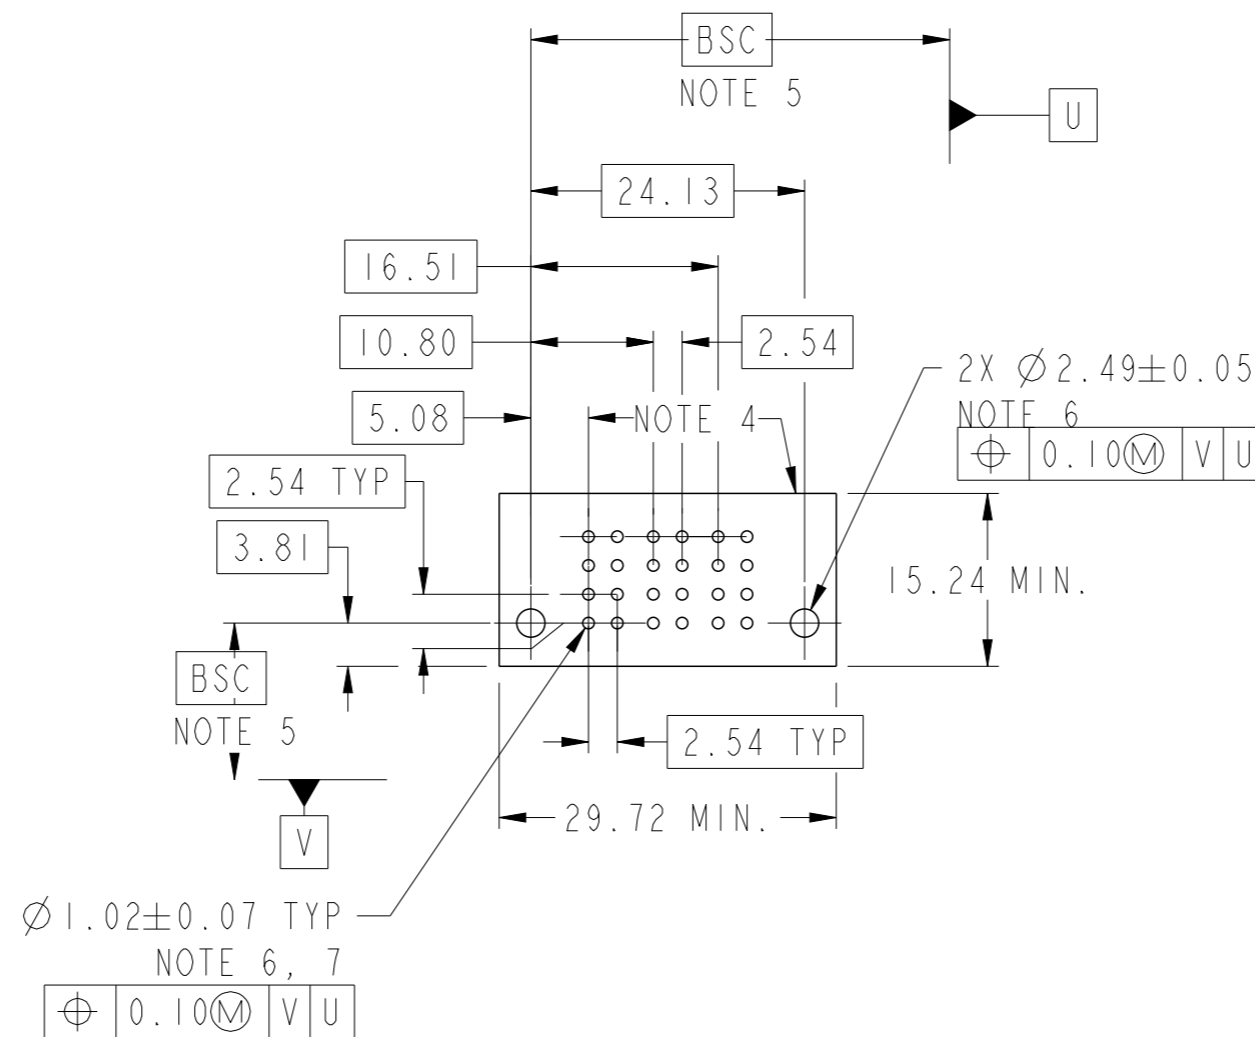 BSC
NOTE 5
U
24.13
16.51
10.80
2.54
2X ∅2.49±0.05
NOTE 6
⌖ 0.10Ⓜ V U
5.08
NOTE 4
2.54 TYP
3.81
15.24 MIN.
BSC
NOTE 5
2.54 TYP
29.72 MIN.
V
∅1.02±0.07 TYP
NOTE 6, 7
⌖ 0.10Ⓜ V U